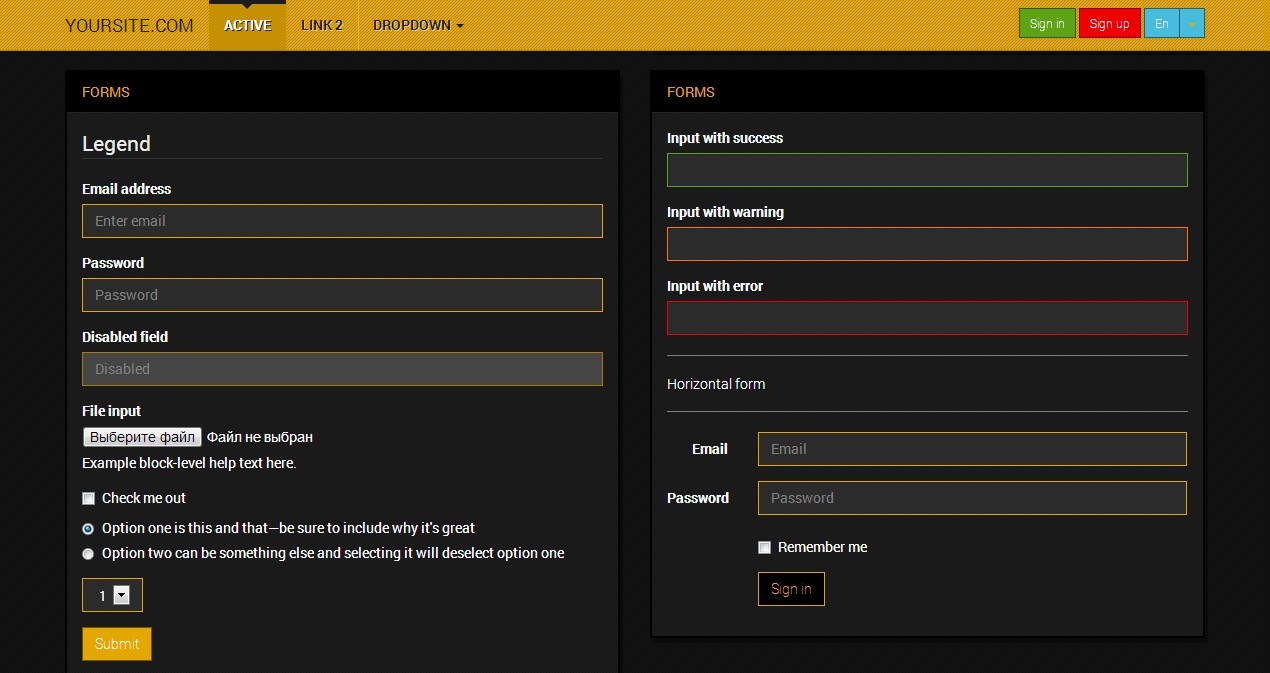 YOURSITE.COM ACTIVE LINK 2 DROPDOWN Sign in Sign up En
FORMS
Legend
Email address
Enter email
Password
Password
Disabled field
Disabled
File input
Выберите файл Файл не выбран
Example block-level help text here.
Check me out
Option one is this and that—be sure to include why it's great
Option two can be something else and selecting it will deselect option one
1
Submit
FORMS
Input with success
Input with warning
Input with error
Horizontal form
Email Email
Password Password
Remember me
Sign in